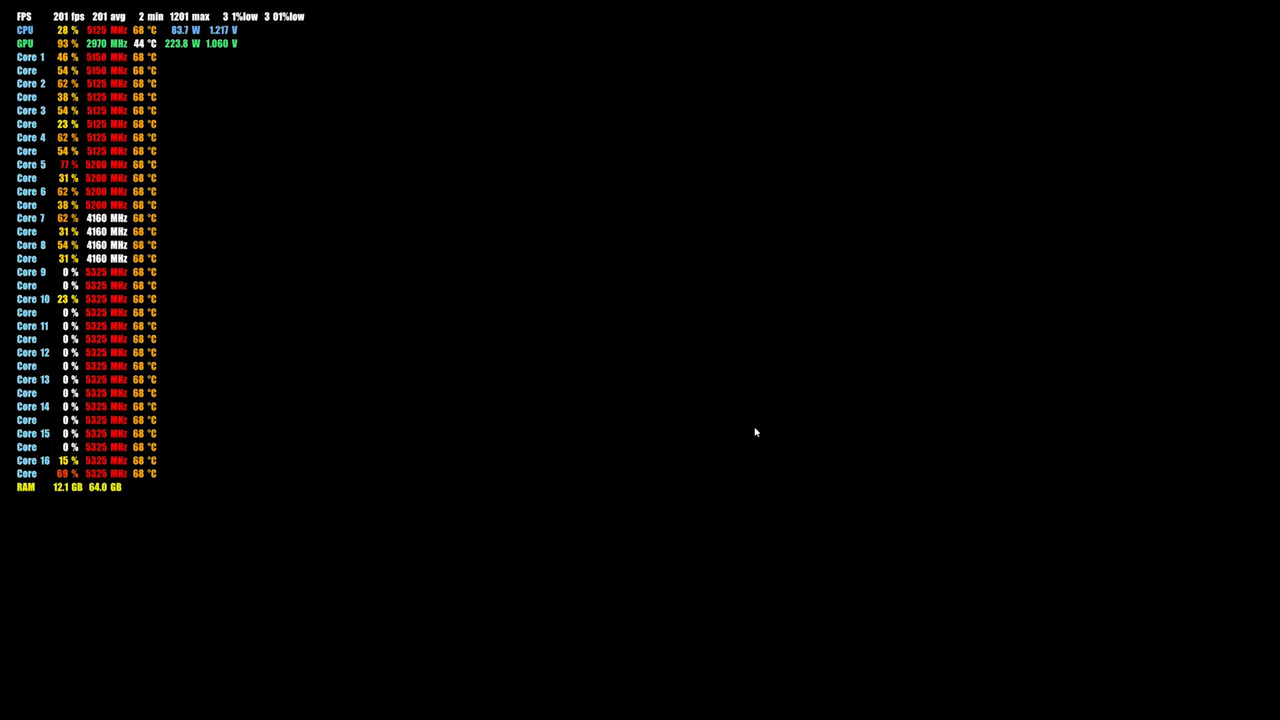 FPS 201 fps 201 avg 2 min 1201 max 3 1%low 3 01%low
CPU 28 % 5125 MHz 68 °C 83.7 W 1.217 V
GPU 93 % 2970 MHz 44 °C 223.8 W 1.060 V
Core 1 46 % 5150 MHz 68 °C
Core 54 % 5150 MHz 68 °C
Core 2 62 % 5125 MHz 68 °C
Core 38 % 5125 MHz 68 °C
Core 3 54 % 5125 MHz 68 °C
Core 23 % 5125 MHz 68 °C
Core 4 62 % 5125 MHz 68 °C
Core 54 % 5125 MHz 68 °C
Core 5 77 % 5200 MHz 68 °C
Core 31 % 5200 MHz 68 °C
Core 6 62 % 5200 MHz 68 °C
Core 38 % 5200 MHz 68 °C
Core 7 62 % 4160 MHz 68 °C
Core 31 % 4160 MHz 68 °C
Core 8 54 % 4160 MHz 68 °C
Core 31 % 4160 MHz 68 °C
Core 9 0 % 5325 MHz 68 °C
Core 0 % 5325 MHz 68 °C
Core 10 23 % 5325 MHz 68 °C
Core 0 % 5325 MHz 68 °C
Core 11 0 % 5325 MHz 68 °C
Core 0 % 5325 MHz 68 °C
Core 12 0 % 5325 MHz 68 °C
Core 0 % 5325 MHz 68 °C
Core 13 0 % 5325 MHz 68 °C
Core 0 % 5325 MHz 68 °C
Core 14 0 % 5325 MHz 68 °C
Core 0 % 5325 MHz 68 °C
Core 15 0 % 5325 MHz 68 °C
Core 0 % 5325 MHz 68 °C
Core 16 15 % 5325 MHz 68 °C
Core 69 % 5325 MHz 68 °C
RAM 12.1 GB 64.0 GB